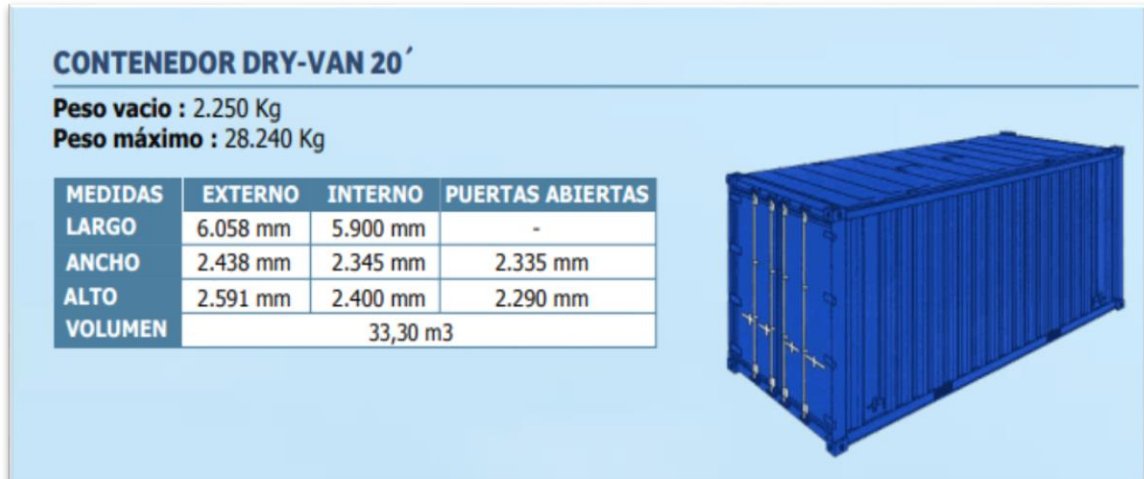 CONTENEDOR DRY-VAN 20´
Peso vacio : 2.250 Kg
Peso máximo : 28.240 Kg
MEDIDAS EXTERNO INTERNO PUERTAS ABIERTAS
LARGO 6.058 mm 5.900 mm -
ANCHO 2.438 mm 2.345 mm 2.335 mm
ALTO 2.591 mm 2.400 mm 2.290 mm
VOLUMEN 33,30 m3